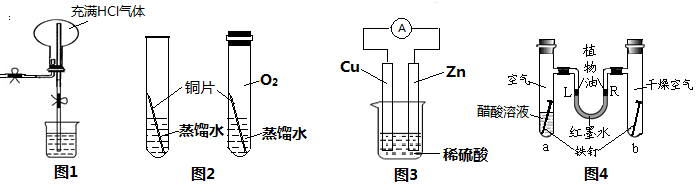 充满HCl气体
图1
铜片
O₂
蒸馏水
蒸馏水
图2
A
Cu
Zn
稀硫酸
图3
植物油
空气
L
R
干燥空气
醋酸溶液
红墨水
a
铁钉
b
图4